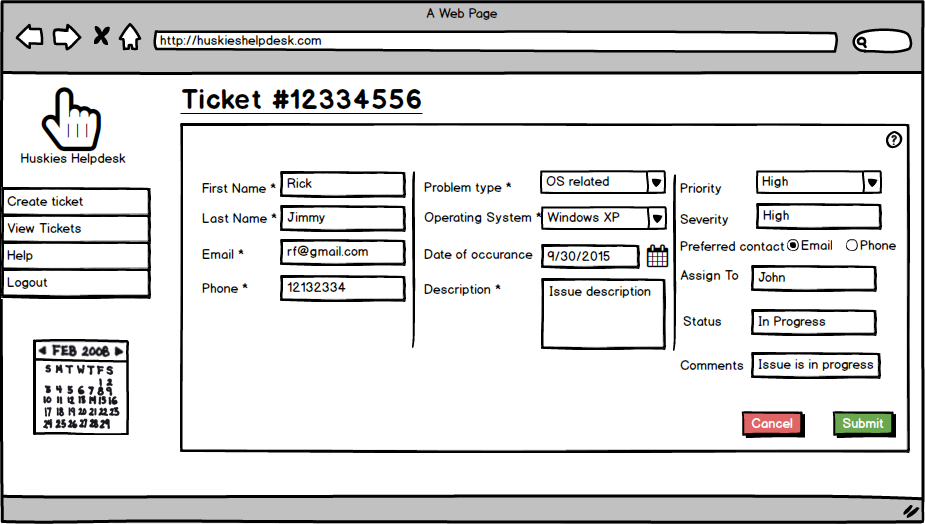 A Web Page
http://huskieshelpdesk.com
Huskies Helpdesk
Create ticket
View Tickets
Help
Logout
FEB 2008
S M T W T F S
1 2
3 4 5 6 7 8 9
10 11 12 13 14 15 16
17 18 19 20 21 22 23
24 25 26 27 28 29
Ticket #12334556
?
First Name * Rick
Last Name * Jimmy
Email * rf@gmail.com
Phone * 12132334
Problem type * OS related
Operating System * Windows XP
Date of occurance 9/30/2015
Description * Issue description
Priority High
Severity High
Preferred contact Email Phone
Assign To John
Status In Progress
Comments Issue is in progress
Cancel Submit